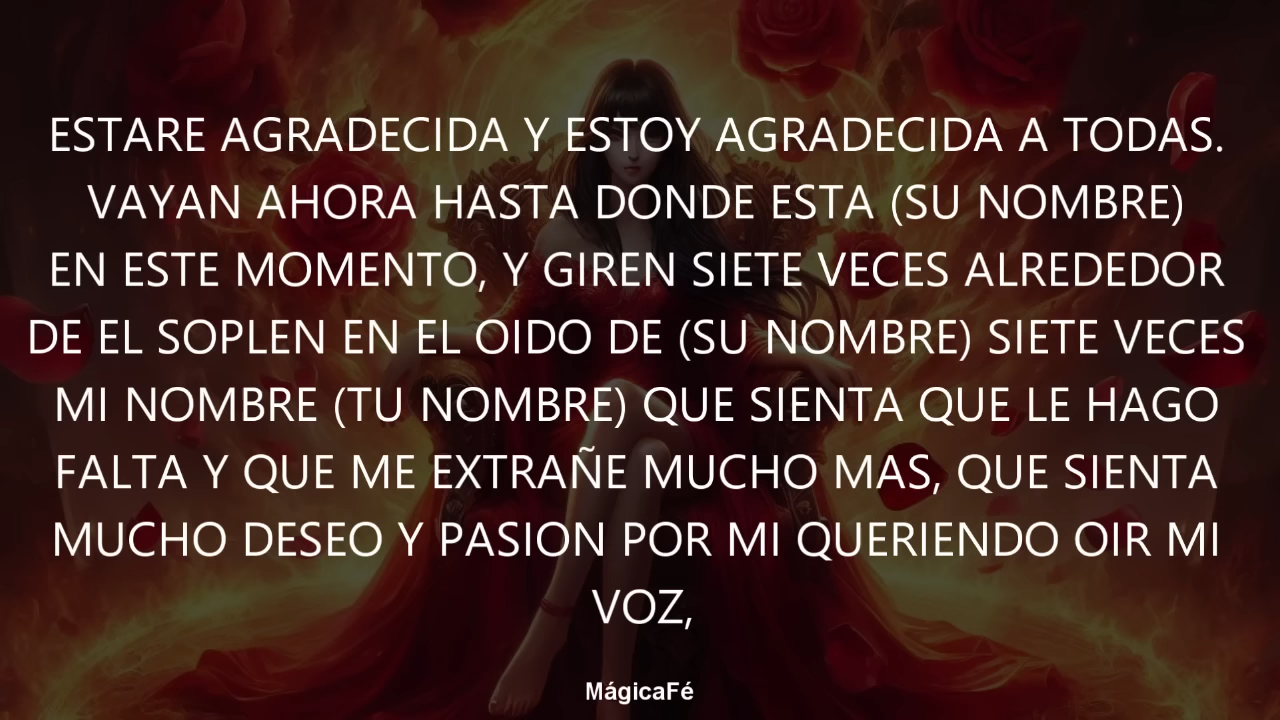 ESTARE AGRADECIDA Y ESTOY AGRADECIDA A TODAS.
VAYAN AHORA HASTA DONDE ESTA (SU NOMBRE)
EN ESTE MOMENTO, Y GIREN SIETE VECES ALREDEDOR
DE EL SOPLEN EN EL OIDO DE (SU NOMBRE) SIETE VECES
MI NOMBRE (TU NOMBRE) QUE SIENTA QUE LE HAGO
FALTA Y QUE ME EXTRAÑE MUCHO MAS, QUE SIENTA
MUCHO DESEO Y PASION POR MI QUERIENDO OIR MI
VOZ,
MágicaFé